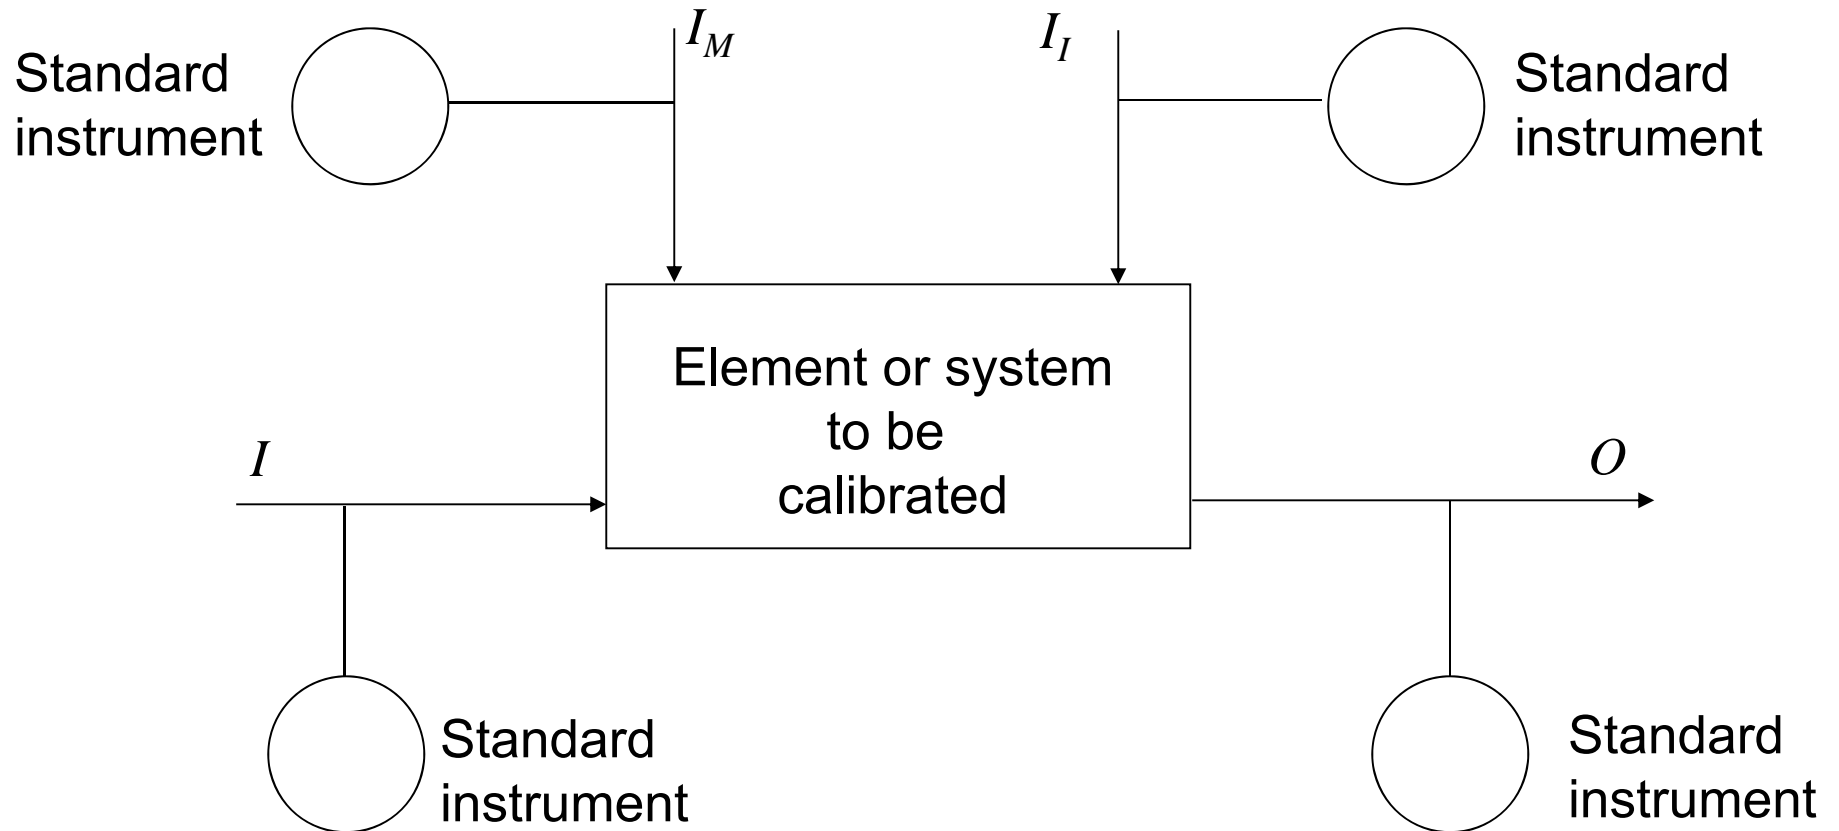 I_M
I_I
Standard
instrument
Standard
instrument
Element or system
to be
calibrated
I
O
Standard
instrument
Standard
instrument